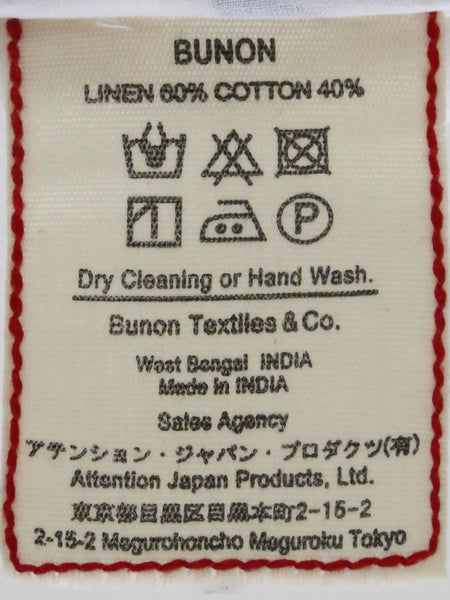 BUNON
LINEN 60% COTTON 40%
P
Dry Cleaning or Hand Wash.
Bunon Textiles & Co.
West Bengal INDIA
Made in INDIA
Sales Agency
アテンション・ジャパン・プロダクツ(有)
Attention Japan Products, Ltd.
東京都目黒区目黒本町2-15-2
2-15-2 Megurohoncho Meguroku Tokyo